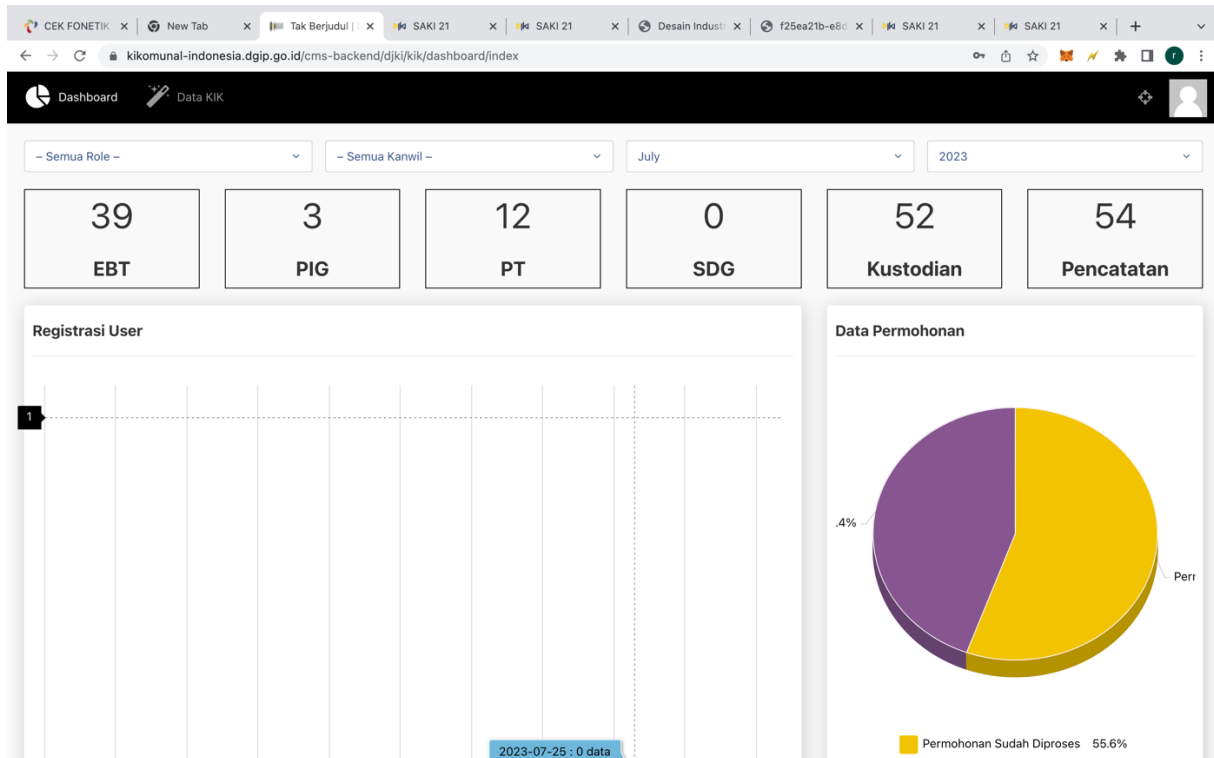 CEK FONETIK
New Tab
Tak Berjudul |
SAKI 21
SAKI 21
Desain Indust
f25ea21b-e8d
SAKI 21
SAKI 21
kikomunal-indonesia.dgip.go.id/cms-backend/djki/kik/dashboard/index
r
Dashboard
Data KIK
– Semua Role –
– Semua Kanwil –
July
2023
39
EBT
3
PIG
12
PT
0
SDG
52
Kustodian
54
Pencatatan
Registrasi User
1
2023-07-25 : 0 data
Data Permohonan
.4%
Perr
Permohonan Sudah Diproses 55.6%